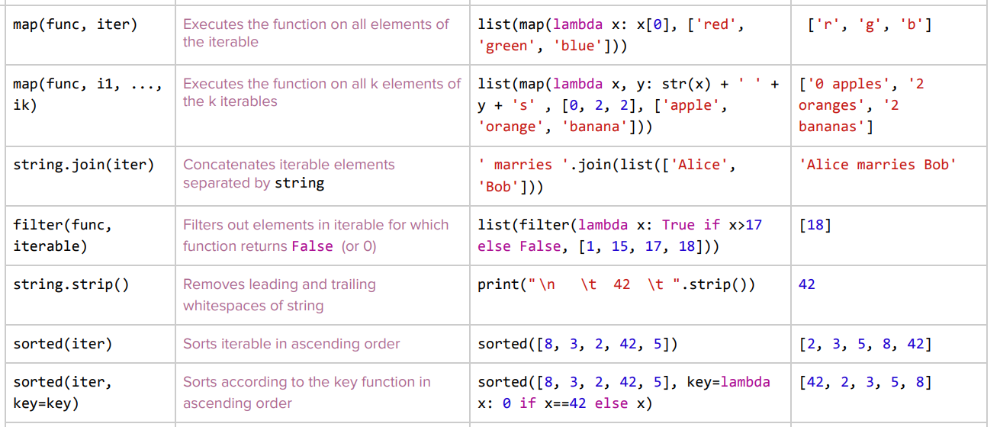 map(func, iter)
Executes the function on all elements of
the iterable
list(map(lambda x: x[0], ['red',
'green', 'blue']))
['r', 'g', 'b']
map(func, i1, ...,
ik)
Executes the function on all k elements of
the k iterables
list(map(lambda x, y: str(x) + ' ' +
y + 's' , [0, 2, 2], ['apple',
'orange', 'banana']))
['0 apples', '2
oranges', '2
bananas']
string.join(iter)
Concatenates iterable elements
separated by string
' marries '.join(list(['Alice',
'Bob']))
'Alice marries Bob'
filter(func,
iterable)
Filters out elements in iterable for which
function returns False (or 0)
list(filter(lambda x: True if x>17
else False, [1, 15, 17, 18]))
[18]
string.strip()
Removes leading and trailing
whitespaces of string
print("\n   \t  42  \t ".strip())
42
sorted(iter)
Sorts iterable in ascending order
sorted([8, 3, 2, 42, 5])
[2, 3, 5, 8, 42]
sorted(iter,
key=key)
Sorts according to the key function in
ascending order
sorted([8, 3, 2, 42, 5], key=lambda
x: 0 if x==42 else x)
[42, 2, 3, 5, 8]